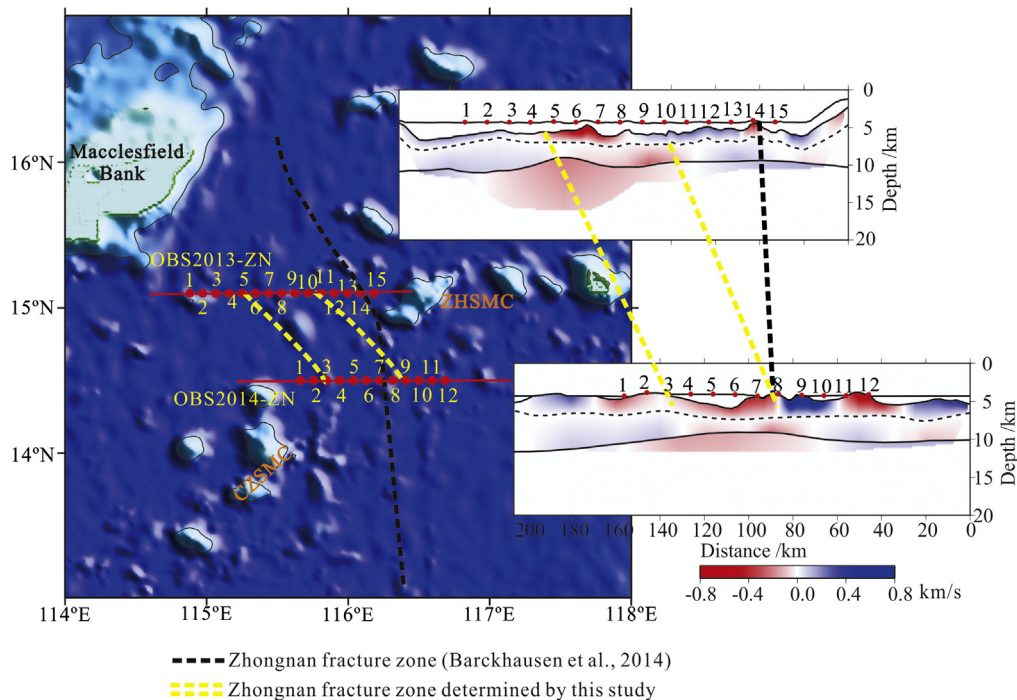 0
1 2 3 4 5 6 7 8 9 10 11 12 13 14 15
5
10
15
20
Depth /km
16°N
Macclesfield
Bank
OBS2013-ZN
1 3 5 7 9 10 11 13 15
2 4 6 8 12 14
15°N
ZHSMC
1 3 5 7 9 11
2 4 6 8 10 12
OBS2014-ZN
14°N
CZSMC
0
1 2 3 4 5 6 7 8 9 10 11 12
5
10
15
20
Depth /km
200 180 160 140 120 100 80 60 40 20 0
Distance /km
-0.8 -0.4 0.0 0.4 0.8 km/s
114°E 115°E 116°E 117°E 118°E
Zhongnan fracture zone (Barckhausen et al., 2014)
Zhongnan fracture zone determined by this study